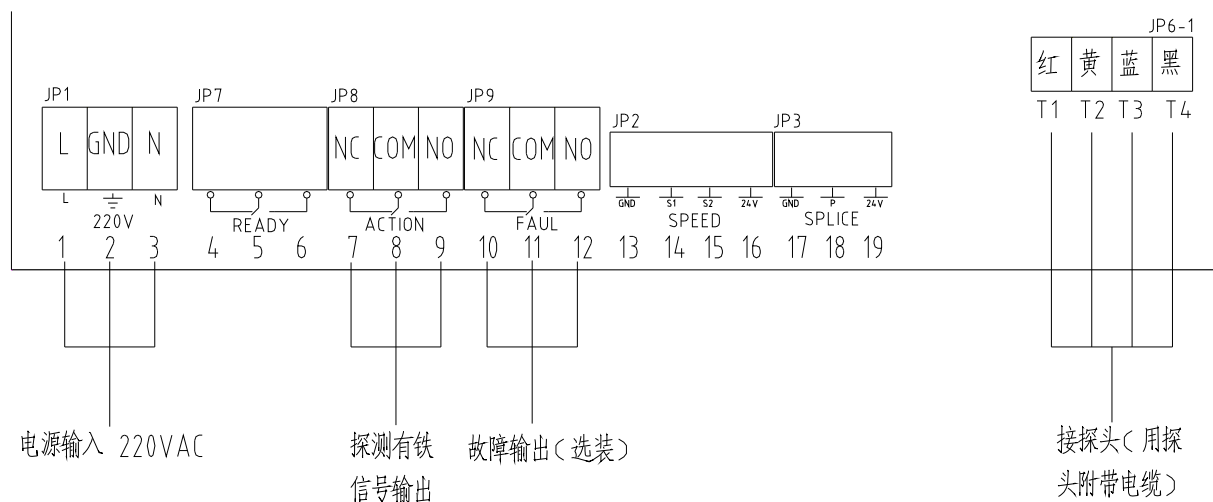 JP6-1
红 黄 蓝 黑
T1 T2 T3 T4
JP1 JP7 JP8 JP9
L GND N NC COM NO NC COM NO
JP2 JP3
L N
220V
READY ACTION FAUL
GND S1 S2 24V GND P 24V
SPEED SPLICE
1 2 3 4 5 6 7 8 9 10 11 12 13 14 15 16 17 18 19
电源输入 220VAC
探测有铁
信号输出
故障输出(选装)
接探头(用探
头附带电缆)